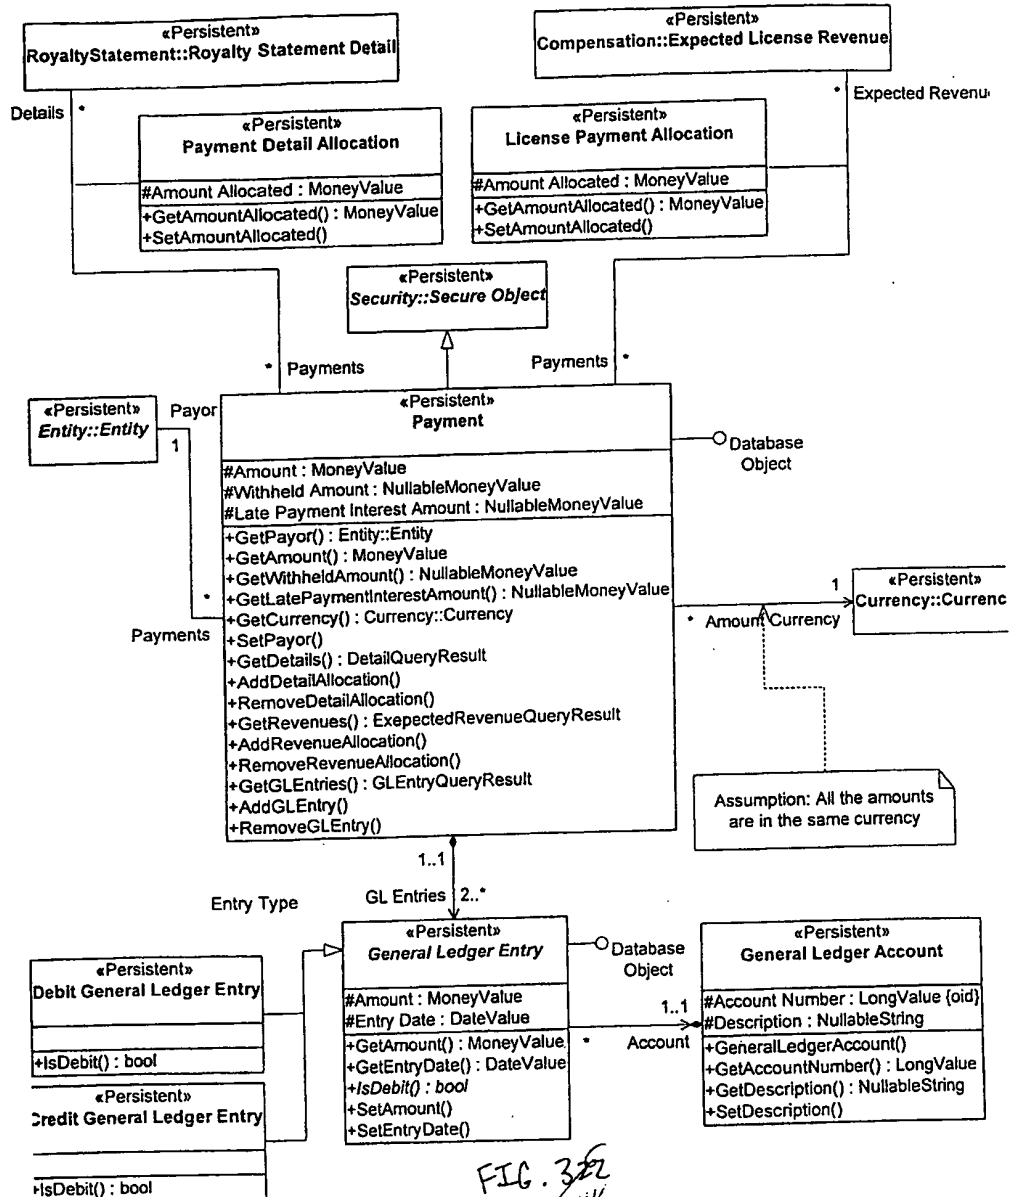 «Persistent»
RoyaltyStatement::Royalty Statement Detail
«Persistent»
Compensation::Expected License Revenue
Details
*
*
Expected Revenu
«Persistent»
Payment Detail Allocation
#Amount Allocated : MoneyValue
+GetAmountAllocated() : MoneyValue
+SetAmountAllocated()
«Persistent»
License Payment Allocation
#Amount Allocated : MoneyValue
+GetAmountAllocated() : MoneyValue
+SetAmountAllocated()
«Persistent»
Security::Secure Object
* Payments
Payments *
«Persistent»
Entity::Entity
Payor
1
«Persistent»
Payment
#Amount : MoneyValue
#Withheld Amount : NullableMoneyValue
#Late Payment Interest Amount : NullableMoneyValue
+GetPayor() : Entity::Entity
+GetAmount() : MoneyValue
+GetWithheldAmount() : NullableMoneyValue
+GetLatePaymentInterestAmount() : NullableMoneyValue
+GetCurrency() : Currency::Currency
+SetPayor()
+GetDetails() : DetailQueryResult
+AddDetailAllocation()
+RemoveDetailAllocation()
+GetRevenues() : ExepectedRevenueQueryResult
+AddRevenueAllocation()
+RemoveRevenueAllocation()
+GetGLEntries() : GLEntryQueryResult
+AddGLEntry()
+RemoveGLEntry()
Database
Object
*
Payments
1
* Amount Currency
«Persistent»
Currency::Currenc
Assumption: All the amounts
are in the same currency
1..1
GL Entries 2..*
Entry Type
«Persistent»
General Ledger Entry
#Amount : MoneyValue
#Entry Date : DateValue
+GetAmount() : MoneyValue
+GetEntryDate() : DateValue
+IsDebit() : bool
+SetAmount()
+SetEntryDate()
Database
Object
1..1
* Account
«Persistent»
General Ledger Account
#Account Number : LongValue {oid}
#Description : NullableString
+GeneralLedgerAccount()
+GetAccountNumber() : LongValue
+GetDescription() : NullableString
+SetDescription()
«Persistent»
Debit General Ledger Entry
+IsDebit() : bool
«Persistent»
Credit General Ledger Entry
+IsDebit() : bool
FIG. 3